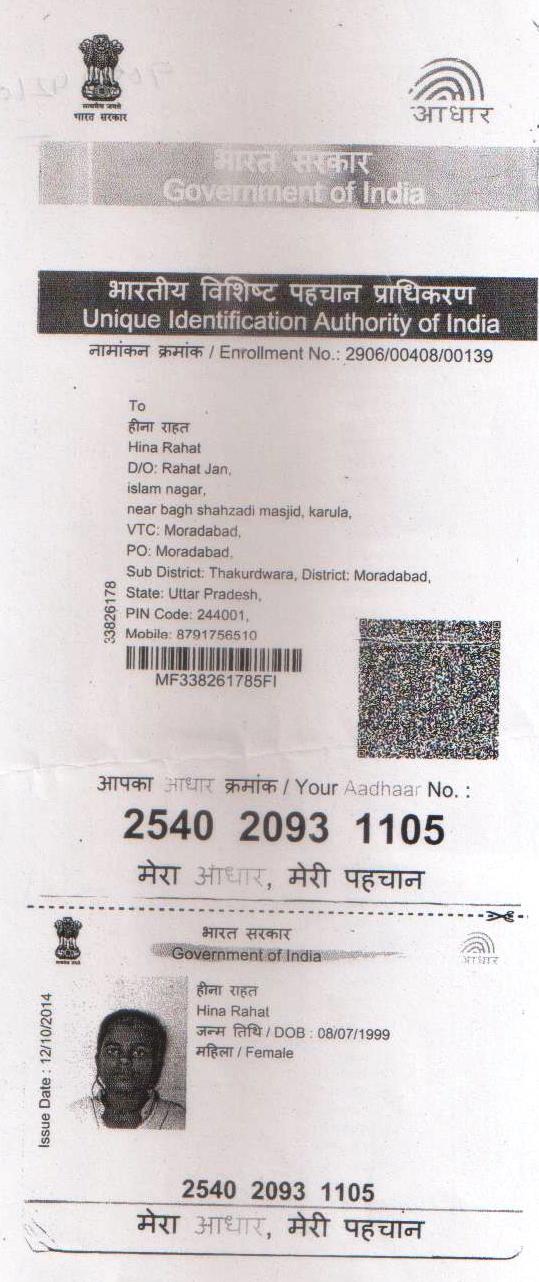 सत्यमेव जयते
भारत सरकार
आधार
भारत सरकार
Government of India
भारतीय विशिष्ट पहचान प्राधिकरण
Unique Identification Authority of India
नामांकन क्रमांक / Enrollment No.: 2906/00408/00139
To
हीना राहत
Hina Rahat
D/O: Rahat Jan,
islam nagar,
near bagh shahzadi masjid, karula,
VTC: Moradabad,
PO: Moradabad,
Sub District: Thakurdwara, District: Moradabad,
State: Uttar Pradesh,
PIN Code: 244001,
Mobile: 8791756510
33826178
MF338261785FI
आपका आधार क्रमांक / Your Aadhaar No. :
2540 2093 1105
मेरा आधार, मेरी पहचान
भारत सरकार
Government of India
आधार
हीना राहत
Hina Rahat
जन्म तिथि / DOB : 08/07/1999
महिला / Female
Issue Date : 12/10/2014
2540 2093 1105
मेरा आधार, मेरी पहचान